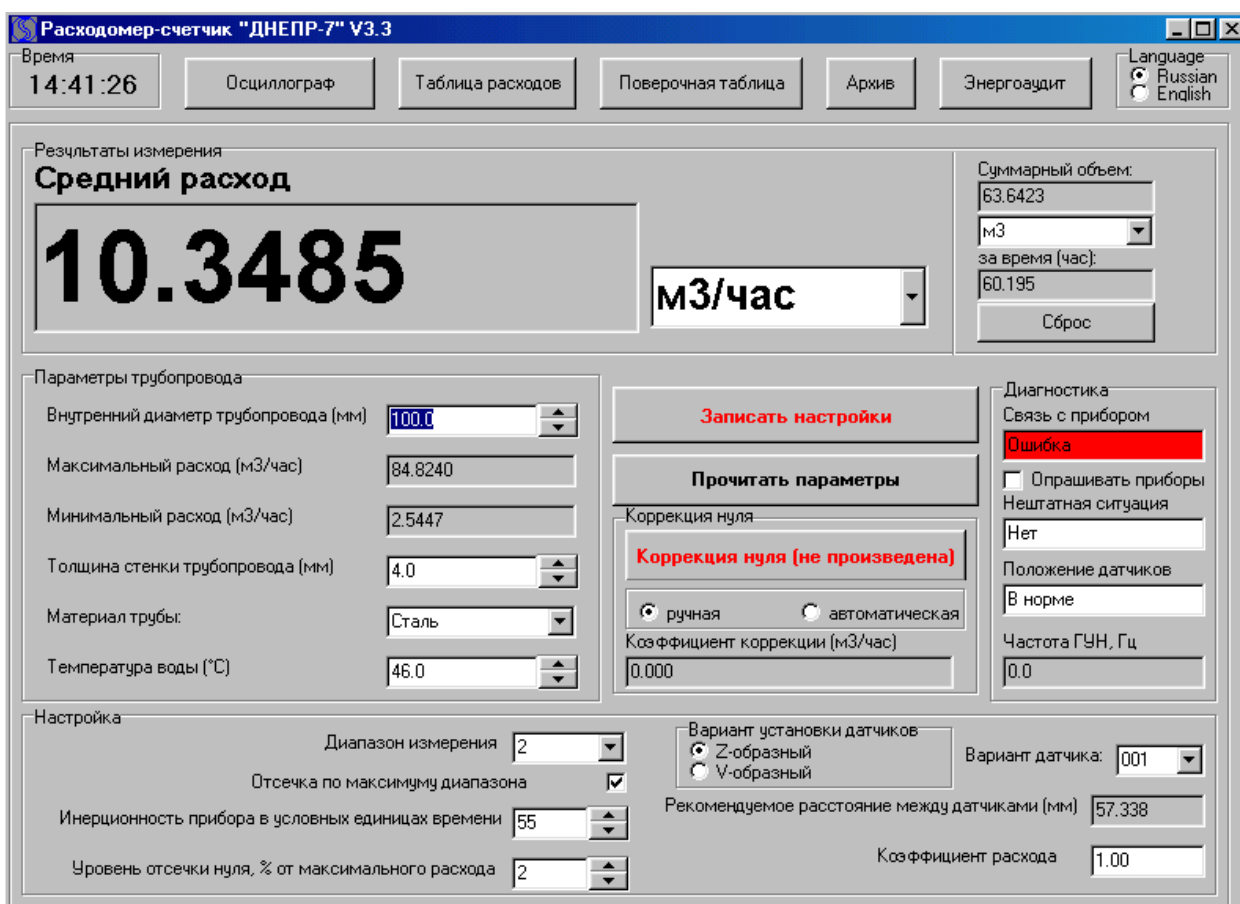 Расходомер-счетчик "ДНЕПР-7" V3.3
Время
14:41:26
Осциллограф
Таблица расходов
Поверочная таблица
Архив
Энергоаудит
Language
Russian
English
Результаты измерения
Средний расход
10.3485
м3/час
Суммарный объем:
63.6423
м3
за время (час):
60.195
Сброс
Параметры трубопровода
Внутренний диаметр трубопровода (мм) 100.0
Максимальный расход (м3/час) 84.8240
Минимальный расход (м3/час) 2.5447
Толщина стенки трубопровода (мм) 4.0
Материал трубы: Сталь
Температура воды (°C) 46.0
Записать настройки
Прочитать параметры
Коррекция нуля
Коррекция нуля (не произведена)
ручная автоматическая
Коэффициент коррекции (м3/час)
0.000
Диагностика
Связь с прибором
Ошибка
Опрашивать приборы
Нештатная ситуация
Нет
Положение датчиков
В норме
Частота ГУН, Гц
0.0
Настройка
Диапазон измерения 2
Отсечка по максимуму диапазона
Инерционность прибора в условных единицах времени 55
Уровень отсечки нуля, % от максимального расхода 2
Вариант установки датчиков
Z-образный
V-образный
Вариант датчика: 001
Рекомендуемое расстояние между датчиками (мм) 57.338
Коэффициент расхода 1.00